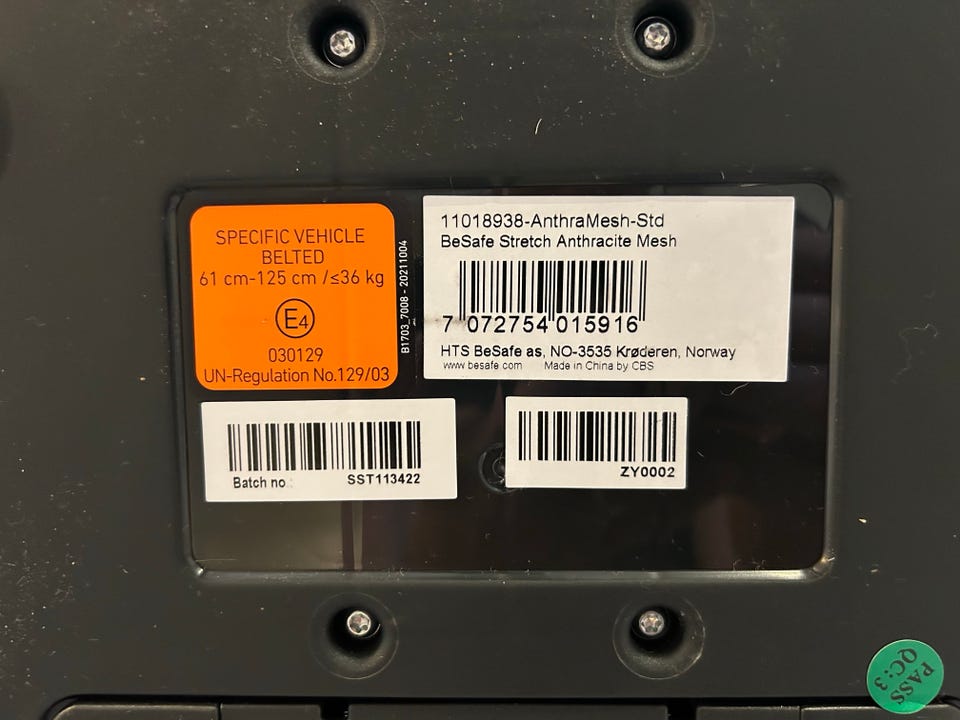 SPECIFIC VEHICLE
BELTED
61 cm-125 cm /≤36 kg
E4
030129
UN-Regulation No.129/03
B1703_7008 - 20211004
11018938-AnthraMesh-Std
BeSafe Stretch Anthracite Mesh
7 072754 015916
HTS BeSafe as, NO-3535 Krøderen, Norway
www.besafe.com Made in China by CBS
Batch no.: SST113422
ZY0002
PASS
QC:3